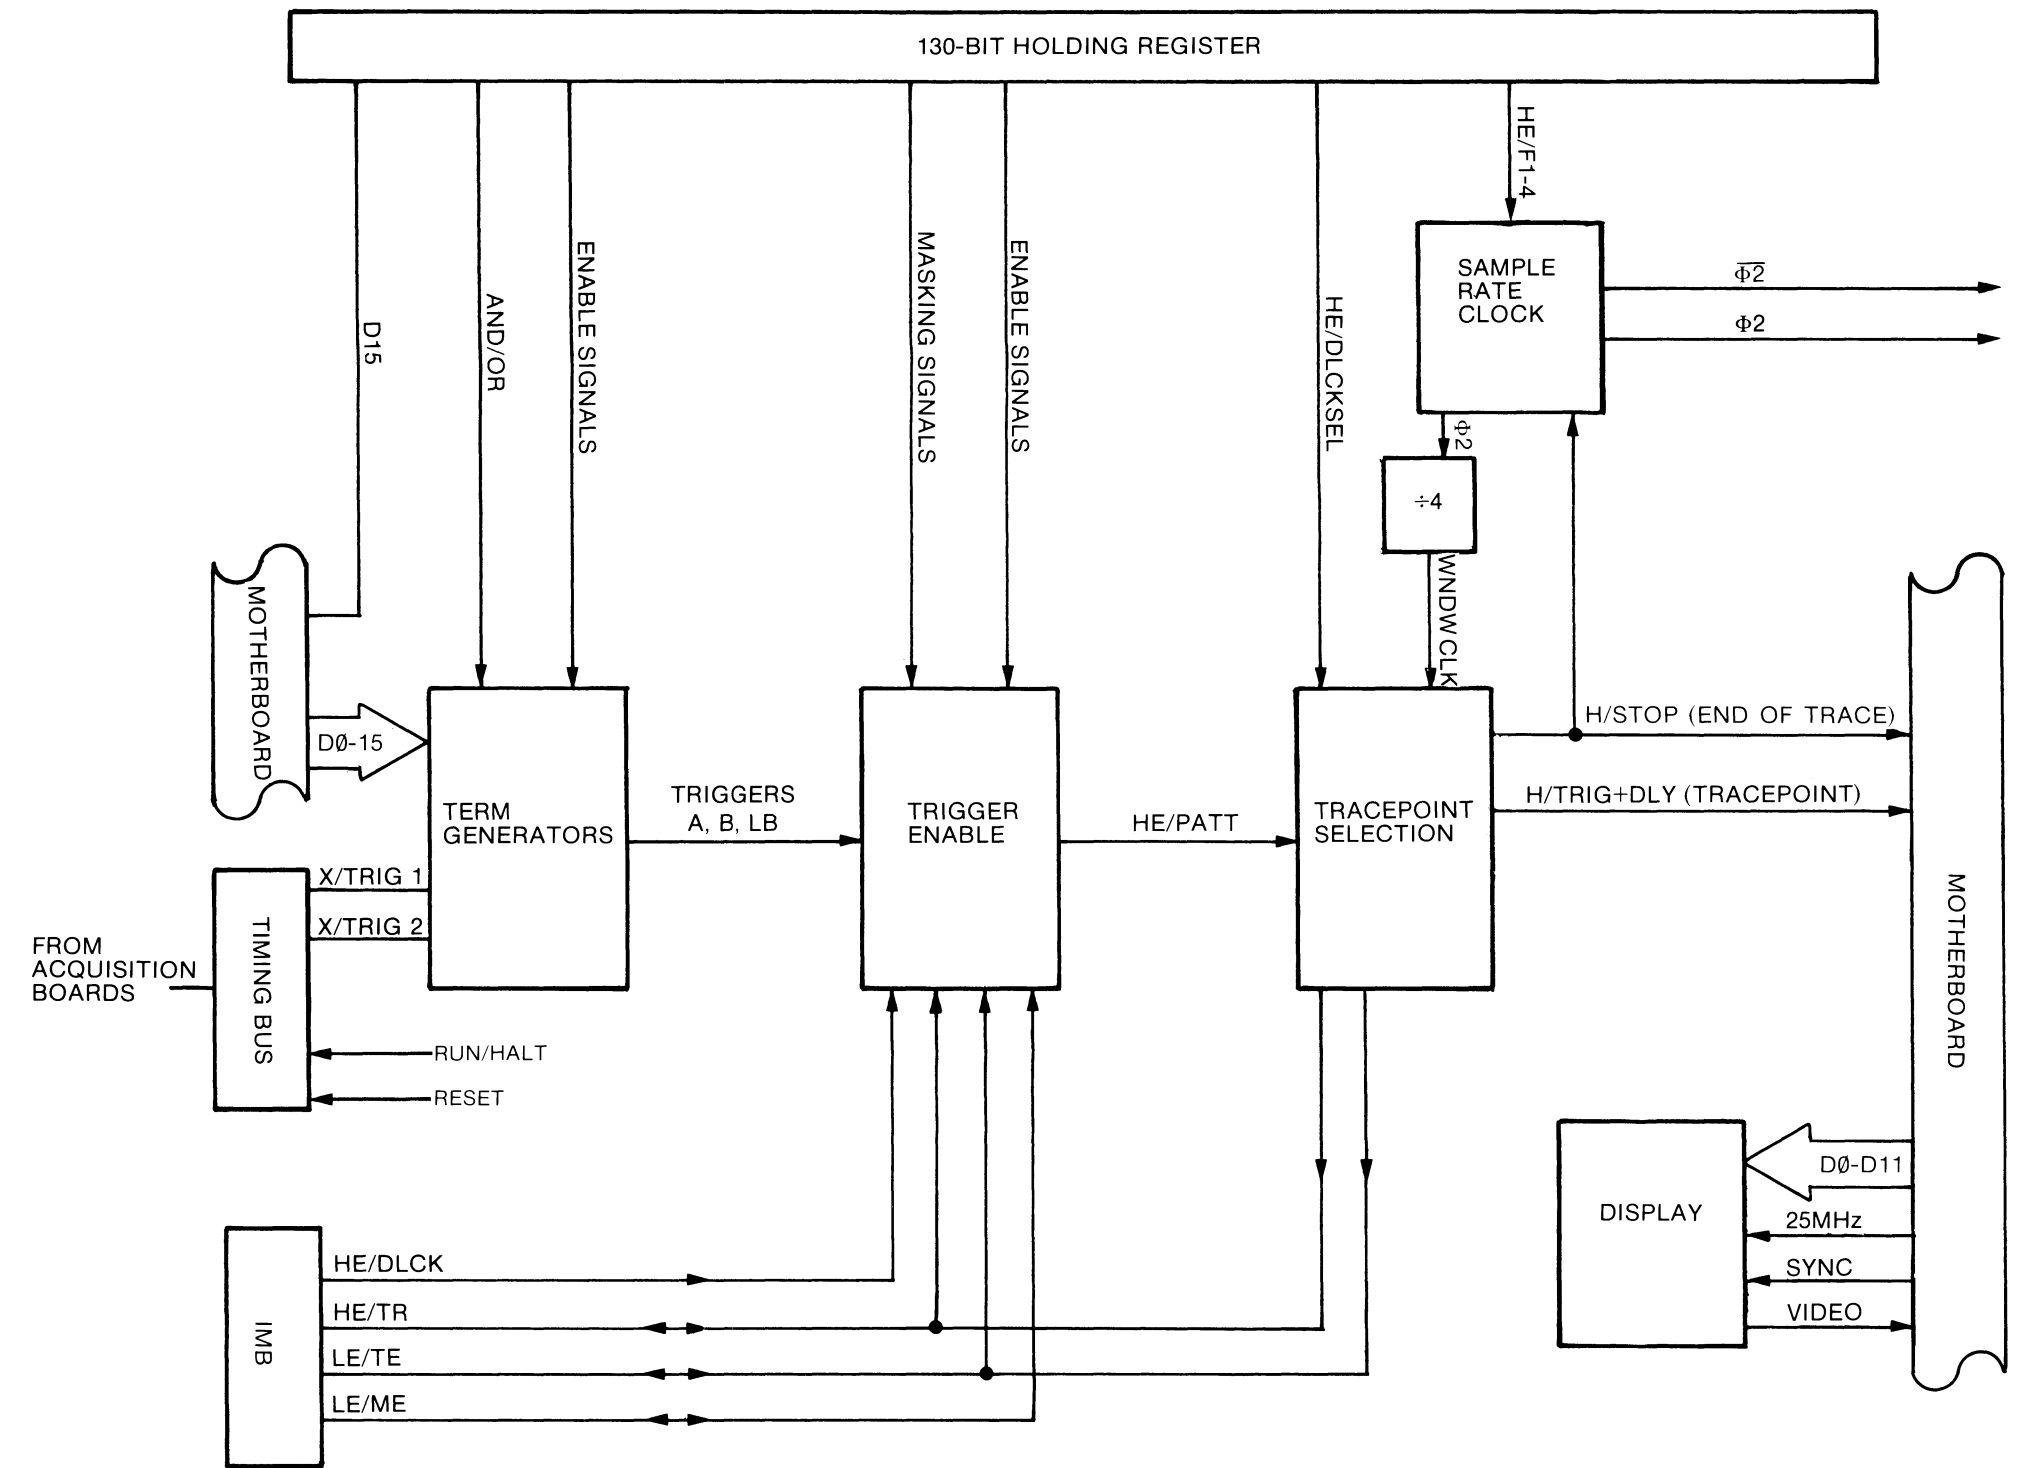 130-BIT HOLDING REGISTER
HE/F1-4
D15
AND/OR
ENABLE SIGNALS
MASKING SIGNALS
ENABLE SIGNALS
HE/DLCKSEL
SAMPLE
RATE
CLOCK
Φ̅2̅
Φ2
Φ2
÷4
WNDWCLK
MOTHERBOARD
DØ-15
TERM
GENERATORS
TRIGGERS
A, B, LB
TRIGGER
ENABLE
HE/PATT
TRACEPOINT
SELECTION
H/STOP (END OF TRACE)
H/TRIG+DLY (TRACEPOINT)
MOTHERBOARD
X/TRIG 1
X/TRIG 2
FROM
ACQUISITION
BOARDS
TIMING BUS
RUN/HALT
RESET
DISPLAY
DØ-D11
25MHz
SYNC
VIDEO
IMB
HE/DLCK
HE/TR
LE/TE
LE/ME